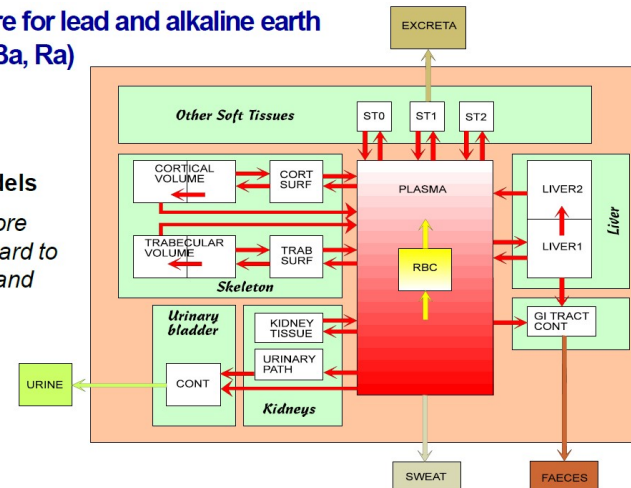 re for lead and alkaline earth
Ba, Ra)
dels
ore
ard to
and
EXCRETA
Other Soft Tissues
ST0
ST1
ST2
CORTICAL
VOLUME
CORT
SURF
TRABECULAR
VOLUME
TRAB
SURF
Skeleton
PLASMA
RBC
LIVER2
LIVER1
Liver
GI TRACT
CONT
Urinary
bladder
CONT
KIDNEY
TISSUE
URINARY
PATH
Kidneys
URINE
SWEAT
FAECES